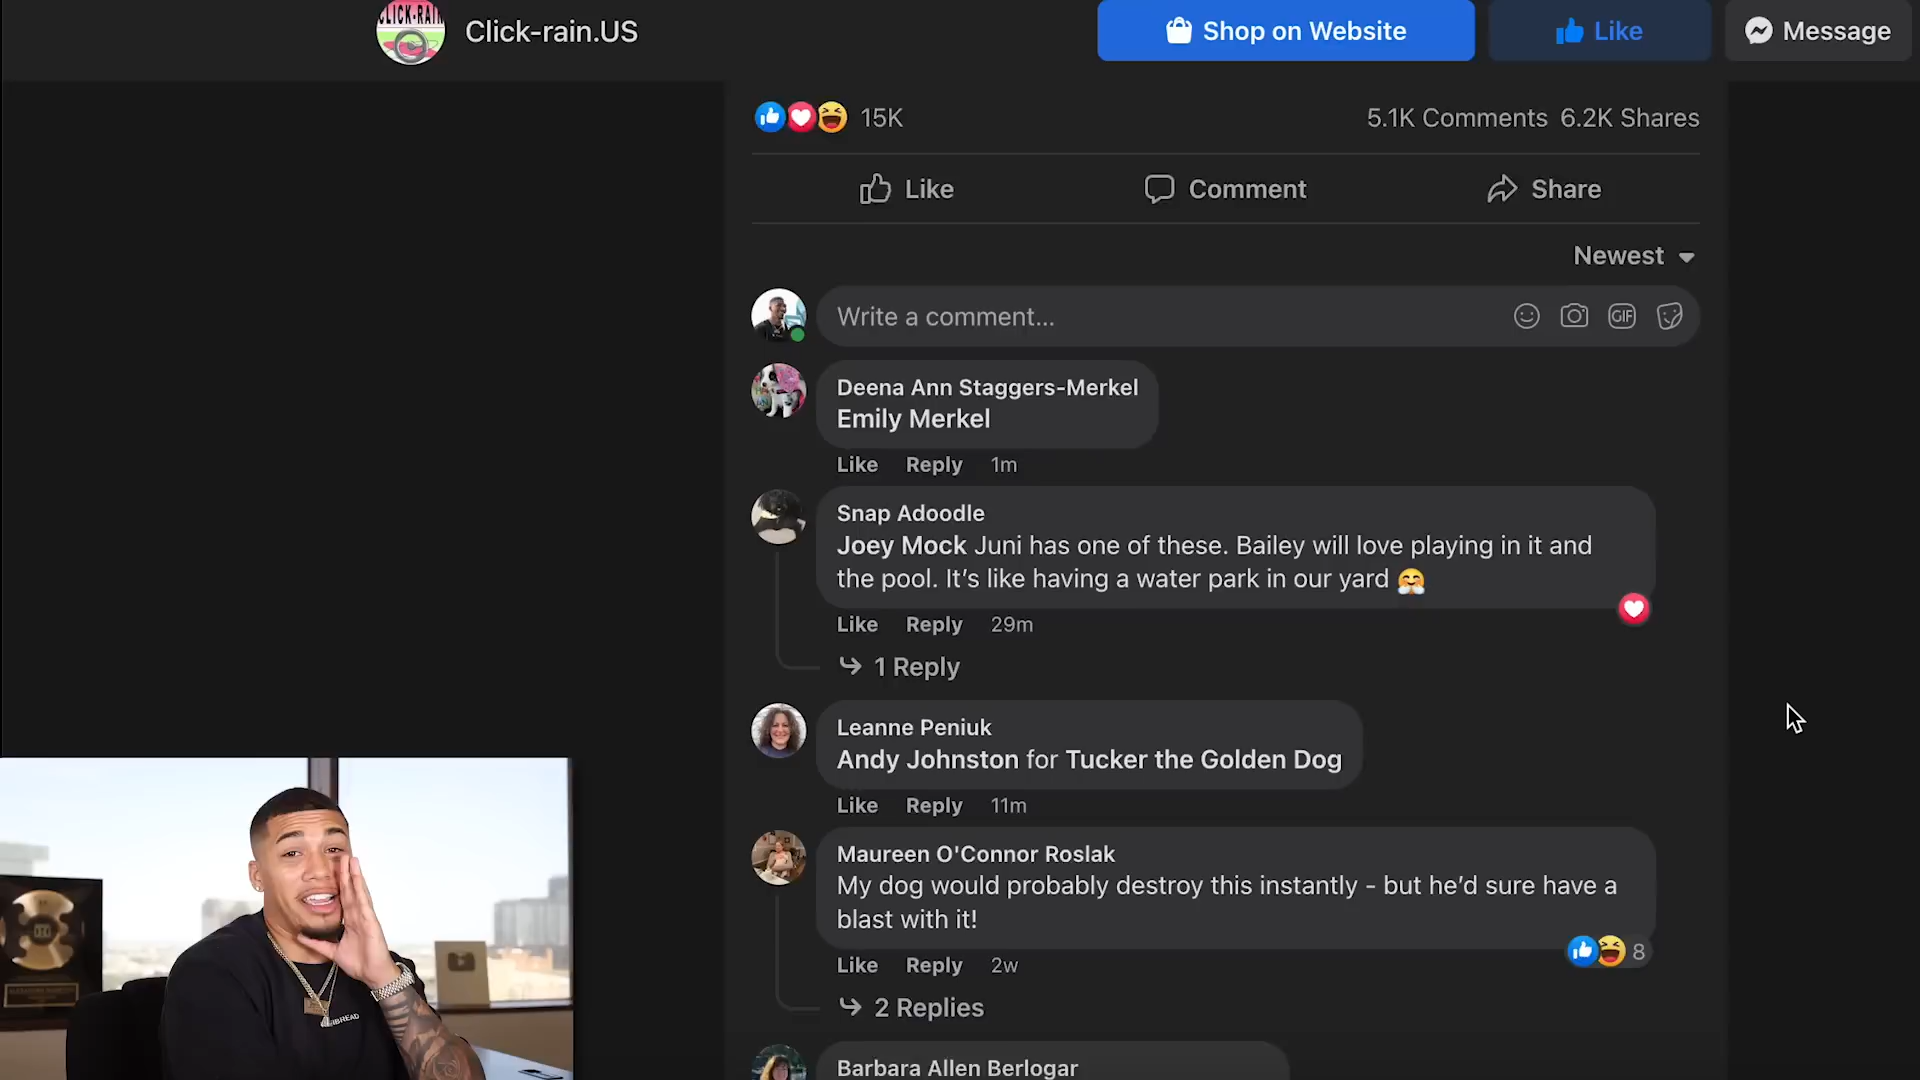 CLICK-RAIN
Click-rain.US
Shop on Website
Like
Message
15K
5.1K Comments 6.2K Shares
Like
Comment
Share
Newest
Write a comment...
GIF
Deena Ann Staggers-Merkel
Emily Merkel
Like Reply 1m
Snap Adoodle
Joey Mock Juni has one of these. Bailey will love playing in it and
the pool. It's like having a water park in our yard 🤗
Like Reply 29m
1 Reply
Leanne Peniuk
Andy Johnston for Tucker the Golden Dog
Like Reply 11m
Maureen O'Connor Roslak
My dog would probably destroy this instantly - but he'd sure have a
blast with it!
8
Like Reply 2w
2 Replies
Barbara Allen Berlogar